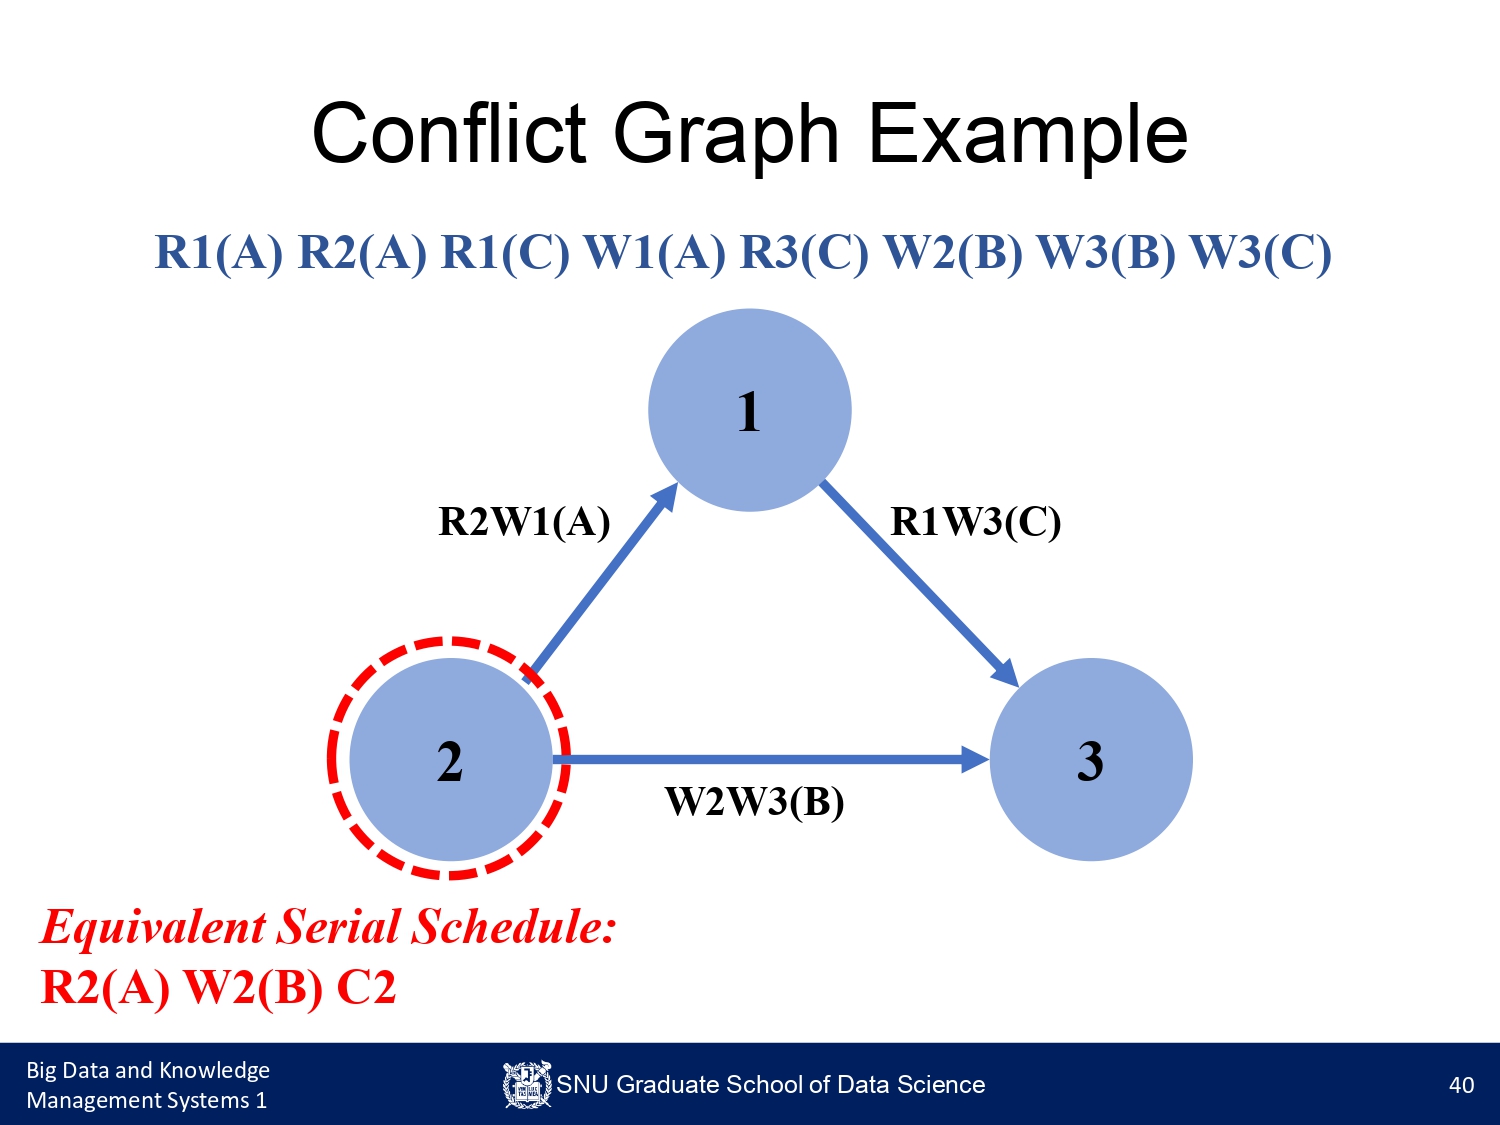 Conflict Graph Example
R1(A) R2(A) R1(C) W1(A) R3(C) W2(B) W3(B) W3(C)
1
R2W1(A)
R1W3(C)
2
3
W2W3(B)
Equivalent Serial Schedule:
R2(A) W2(B) C2
Big Data and Knowledge
Management Systems 1
SNU Graduate School of Data Science
40